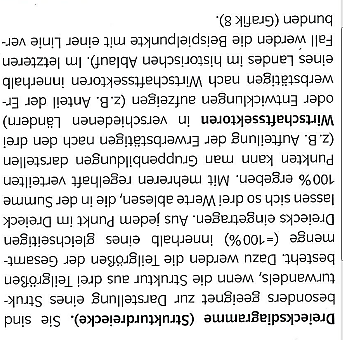 Dreiecksdiagramme (Strukturdreiecke). Sie sind
besonders geeignet zur Darstellung eines Struk-
turwandels, wenn die Struktur aus drei Teilgrößen
besteht. Dazu werden die Teilgrößen der Gesamt-
menge (=100%) innerhalb eines gleichseitigen
Dreiecks eingetragen. Aus jedem Punkt im Dreieck
lassen sich so drei Werte ablesen, die in der Summe
100% ergeben. Mit mehreren regelhaft verteilten
Punkten kann man Gruppenbildungen darstellen
(z.B. Aufteilung der Erwerbstätigen nach den drei
Wirtschaftssektoren in verschiedenen Ländern)
oder Entwicklungen aufzeigen (z.B. Anteil der Er-
werbstätigen nach Wirtschaftssektoren innerhalb
eines Landes im historischen Ablauf). Im letzteren
Fall werden die Beispielpunkte mit einer Linie ver-
bunden (Grafik 8).